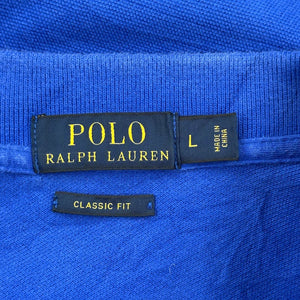 POLO
RALPH LAUREN
L
MADE IN
CHINA
CLASSIC FIT